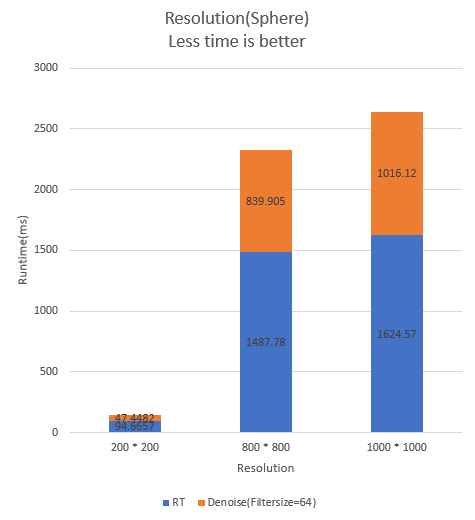 Resolution(Sphere)
Less time is better
3000
2500
2000
1500
1000
500
0
Runtime(ms)
47.4482
94.6657
839.905
1487.78
1016.12
1624.57
200 * 200
800 * 800
1000 * 1000
Resolution
RT
Denoise(Filtersize=64)